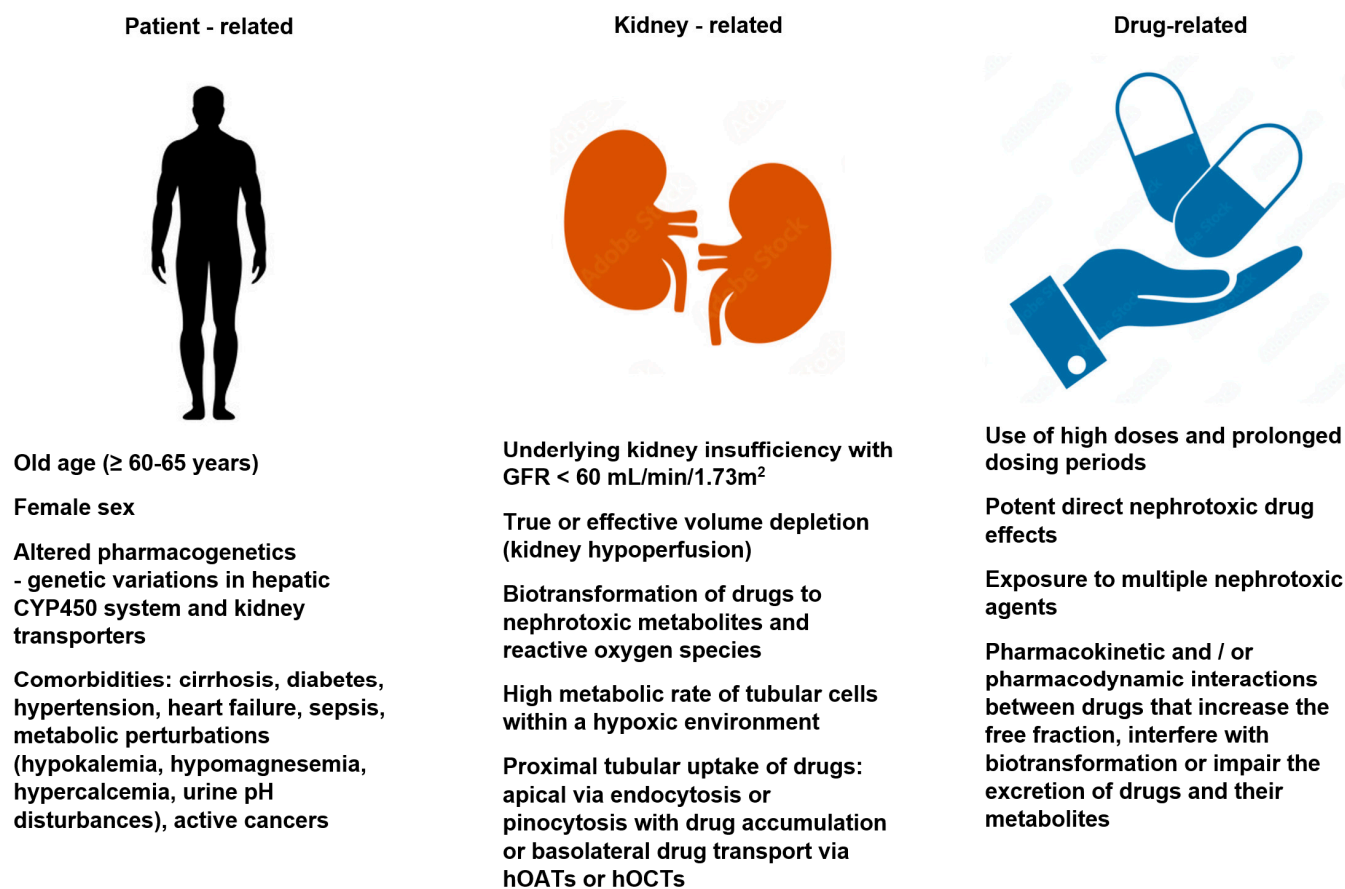 Patient - related
Old age (≥ 60-65 years)
Female sex
Altered pharmacogenetics
- genetic variations in hepatic
CYP450 system and kidney
transporters
Comorbidities: cirrhosis, diabetes,
hypertension, heart failure, sepsis,
metabolic perturbations
(hypokalemia, hypomagnesemia,
hypercalcemia, urine pH
disturbances), active cancers
Kidney - related
Adobe Stock
Adobe Stock
Underlying kidney insufficiency with
GFR < 60 mL/min/1.73m²
True or effective volume depletion
(kidney hypoperfusion)
Biotransformation of drugs to
nephrotoxic metabolites and
reactive oxygen species
High metabolic rate of tubular cells
within a hypoxic environment
Proximal tubular uptake of drugs:
apical via endocytosis or
pinocytosis with drug accumulation
or basolateral drug transport via
hOATs or hOCTs
Drug-related
Adobe Stock
Use of high doses and prolonged
dosing periods
Potent direct nephrotoxic drug
effects
Exposure to multiple nephrotoxic
agents
Pharmacokinetic and / or
pharmacodynamic interactions
between drugs that increase the
free fraction, interfere with
biotransformation or impair the
excretion of drugs and their
metabolites